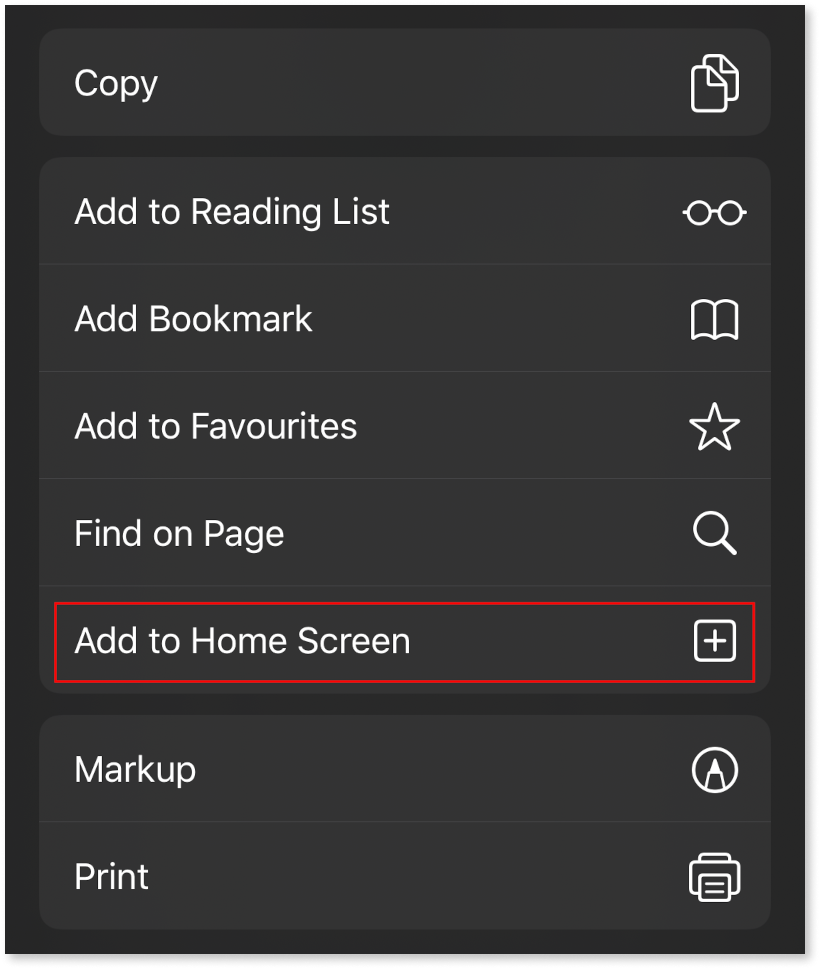 Copy
Add to Reading List
Add Bookmark
Add to Favourites
Find on Page
Add to Home Screen
Markup
Print